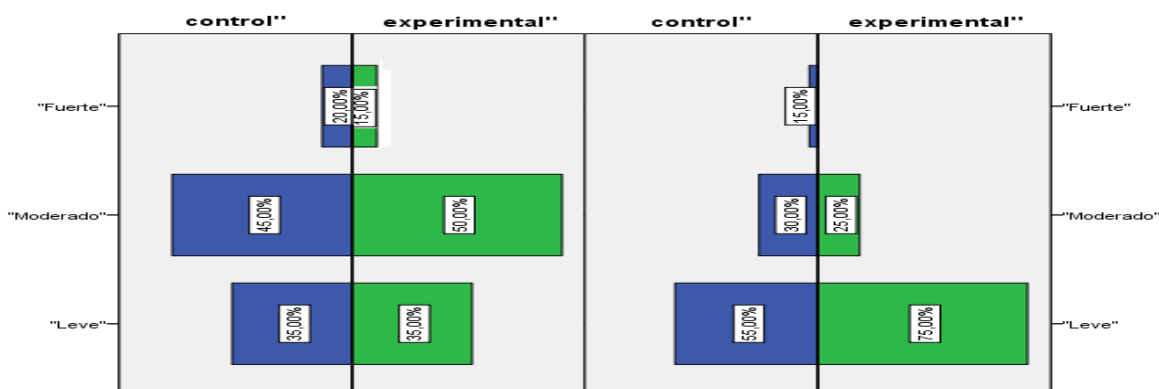 control" experimental" control" experimental"
"Fuerte" 20,00% 15,00% 15,00% "Fuerte"
"Moderado" 45,00% 50,00% 30,00% 25,00% "Moderado"
"Leve" 35,00% 35,00% 55,00% 75,00% "Leve"